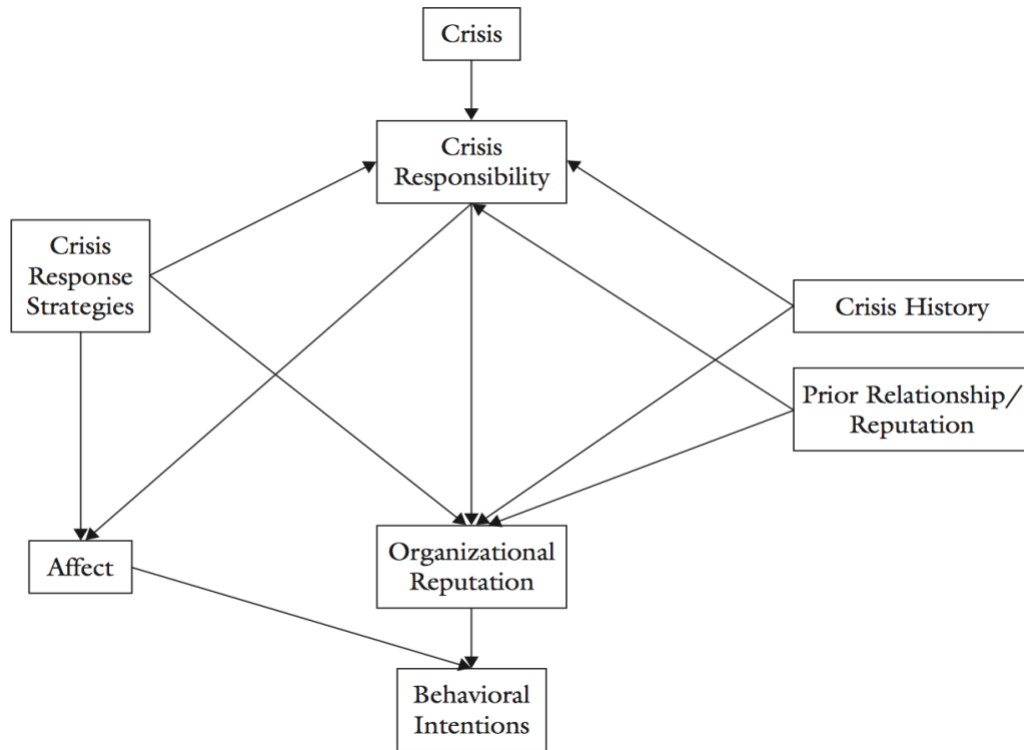 Crisis
Crisis
Responsibility
Crisis
Response
Strategies
Crisis History
Prior Relationship/
Reputation
Affect
Organizational
Reputation
Behavioral
Intentions